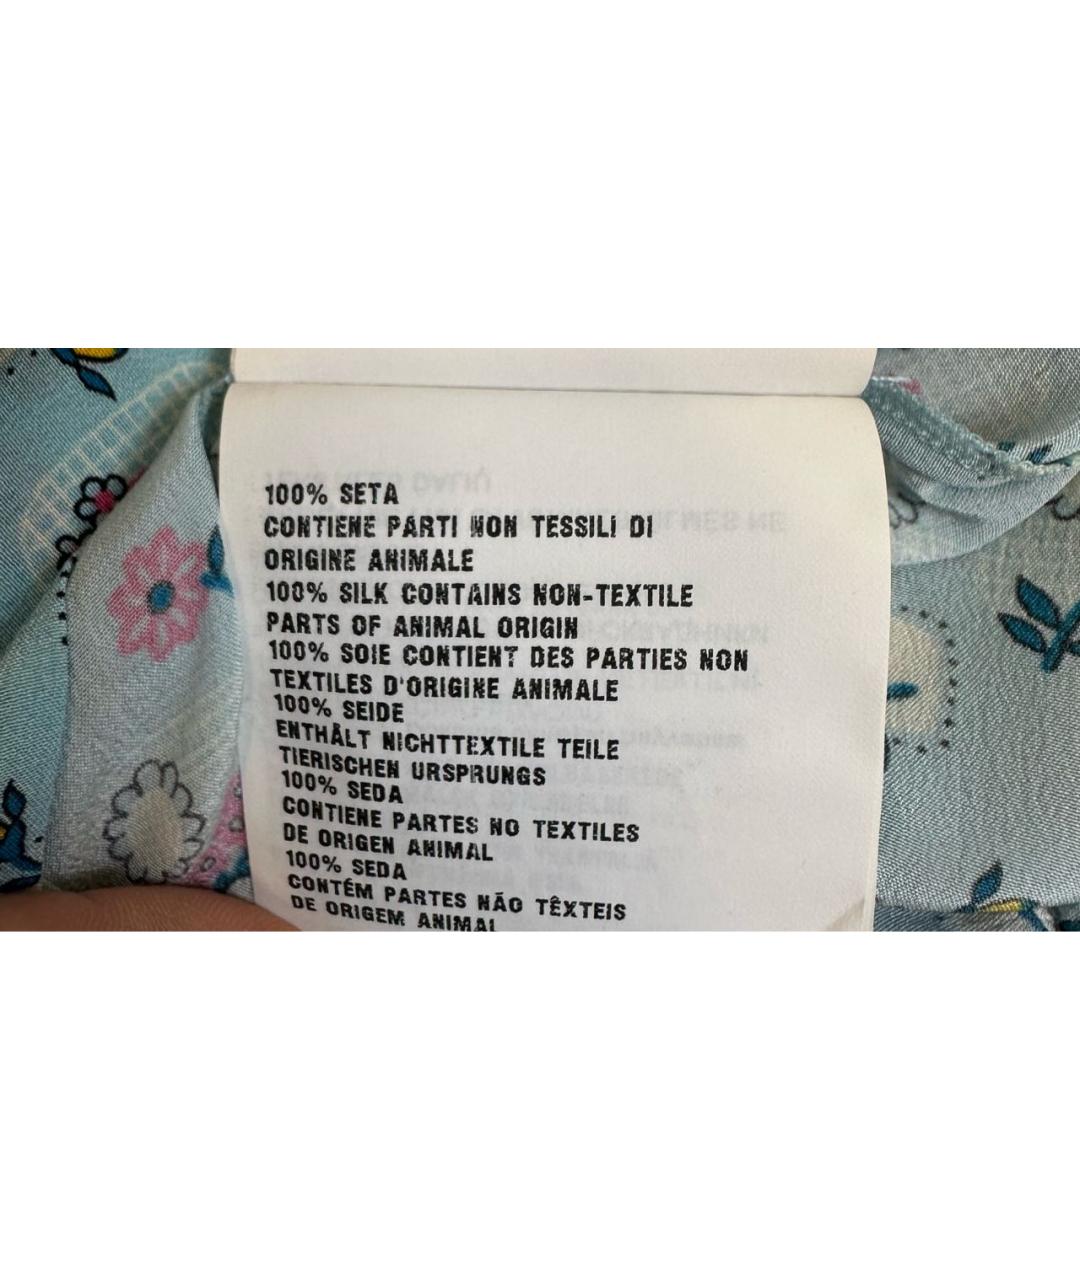 100% SETA
CONTIENE PARTI NON TESSILI DI
ORIGINE ANIMALE
100% SILK CONTAINS NON-TEXTILE
PARTS OF ANIMAL ORIGIN
100% SOIE CONTIENT DES PARTIES NON
TEXTILES D'ORIGINE ANIMALE
100% SEIDE
ENTHÄLT NICHTTEXTILE TEILE
TIERISCHEN URSPRUNGS
100% SEDA
CONTIENE PARTES NO TEXTILES
DE ORIGEN ANIMAL
100% SEDA
CONTÉM PARTES NÃO TÊXTEIS
DE ORIGEM ANIMAL